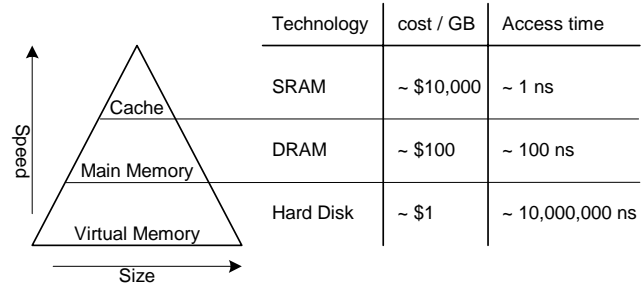 Technology cost / GB Access time
SRAM ~ $10,000 ~ 1 ns
Cache
Speed
DRAM ~ $100 ~ 100 ns
Main Memory
Hard Disk ~ $1 ~ 10,000,000 ns
Virtual Memory
Size